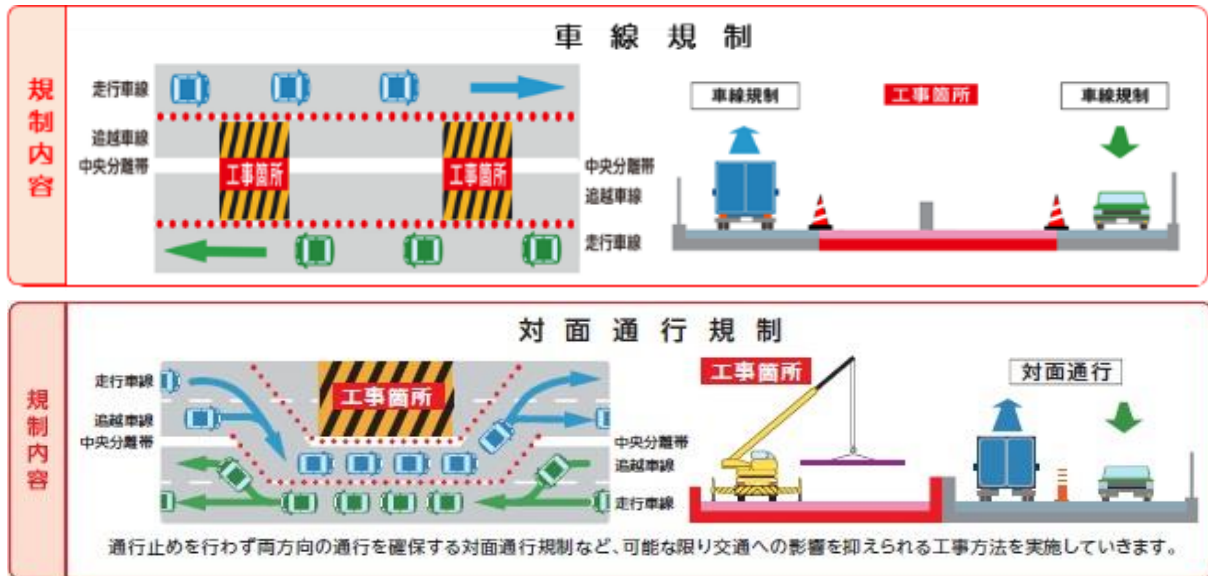 規制内容
車線規制
走行車線
追越車線
中央分離帯
工事箇所
工事箇所
中央分離帯
追越車線
走行車線
車線規制
工事箇所
車線規制
規制内容
対面通行規制
走行車線
追越車線
中央分離帯
工事箇所
中央分離帯
追越車線
走行車線
工事箇所
対面通行
通行止めを行わず両方向の通行を確保する対面通行規制など、可能な限り交通への影響を抑えられる工事方法を実施していきます。